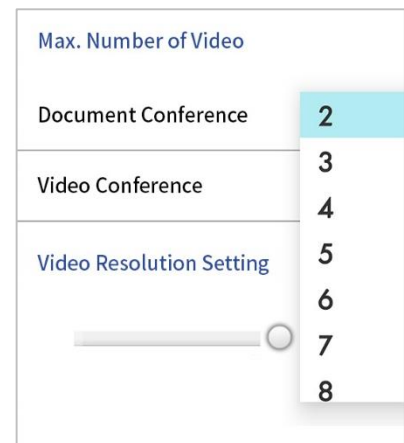 Max. Number of Video
Document Conference
2
3
Video Conference
4
Video Resolution Setting
5
6
7
8